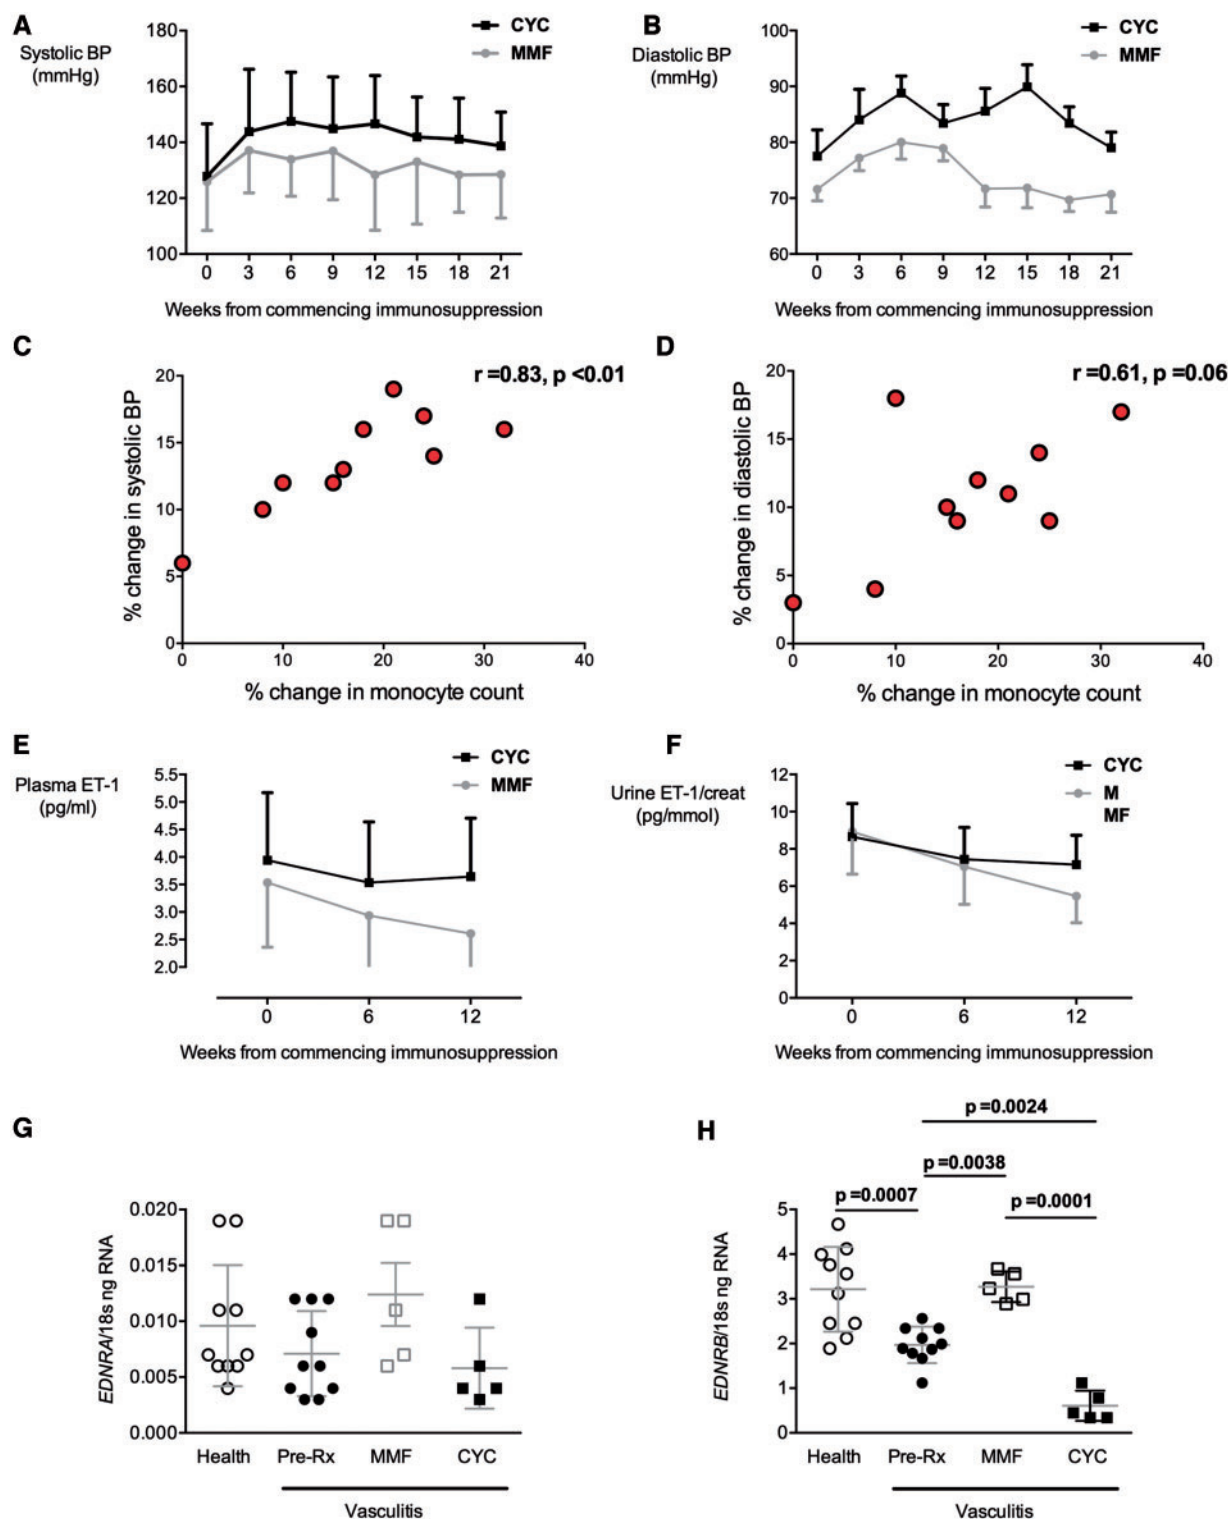 A
Systolic BP
(mmHg)
180
160
140
120
100
CYC
MMF
0 3 6 9 12 15 18 21
Weeks from commencing immunosuppression
B
Diastolic BP
(mmHg)
100
90
80
70
60
CYC
MMF
0 3 6 9 12 15 18 21
Weeks from commencing immunosuppression
C
r =0.83, p <0.01
% change in systolic BP
20
15
10
5
0
0 10 20 30 40
% change in monocyte count
D
r =0.61, p =0.06
% change in diastolic BP
20
15
10
5
0
0 10 20 30 40
% change in monocyte count
E
Plasma ET-1
(pg/ml)
5.5
5.0
4.5
4.0
3.5
3.0
2.5
2.0
CYC
MMF
0 6 12
Weeks from commencing immunosuppression
F
Urine ET-1/creat
(pg/mmol)
12
10
8
6
4
2
0
CYC
M
MF
0 6 12
Weeks from commencing immunosuppression
G
EDNRA/18s ng RNA
0.020
0.015
0.010
0.005
0.000
Health Pre-Rx MMF CYC
Vasculitis
H
p =0.0024
p =0.0038
p =0.0007
p =0.0001
EDNRB/18s ng RNA
5
4
3
2
1
0
Health Pre-Rx MMF CYC
Vasculitis